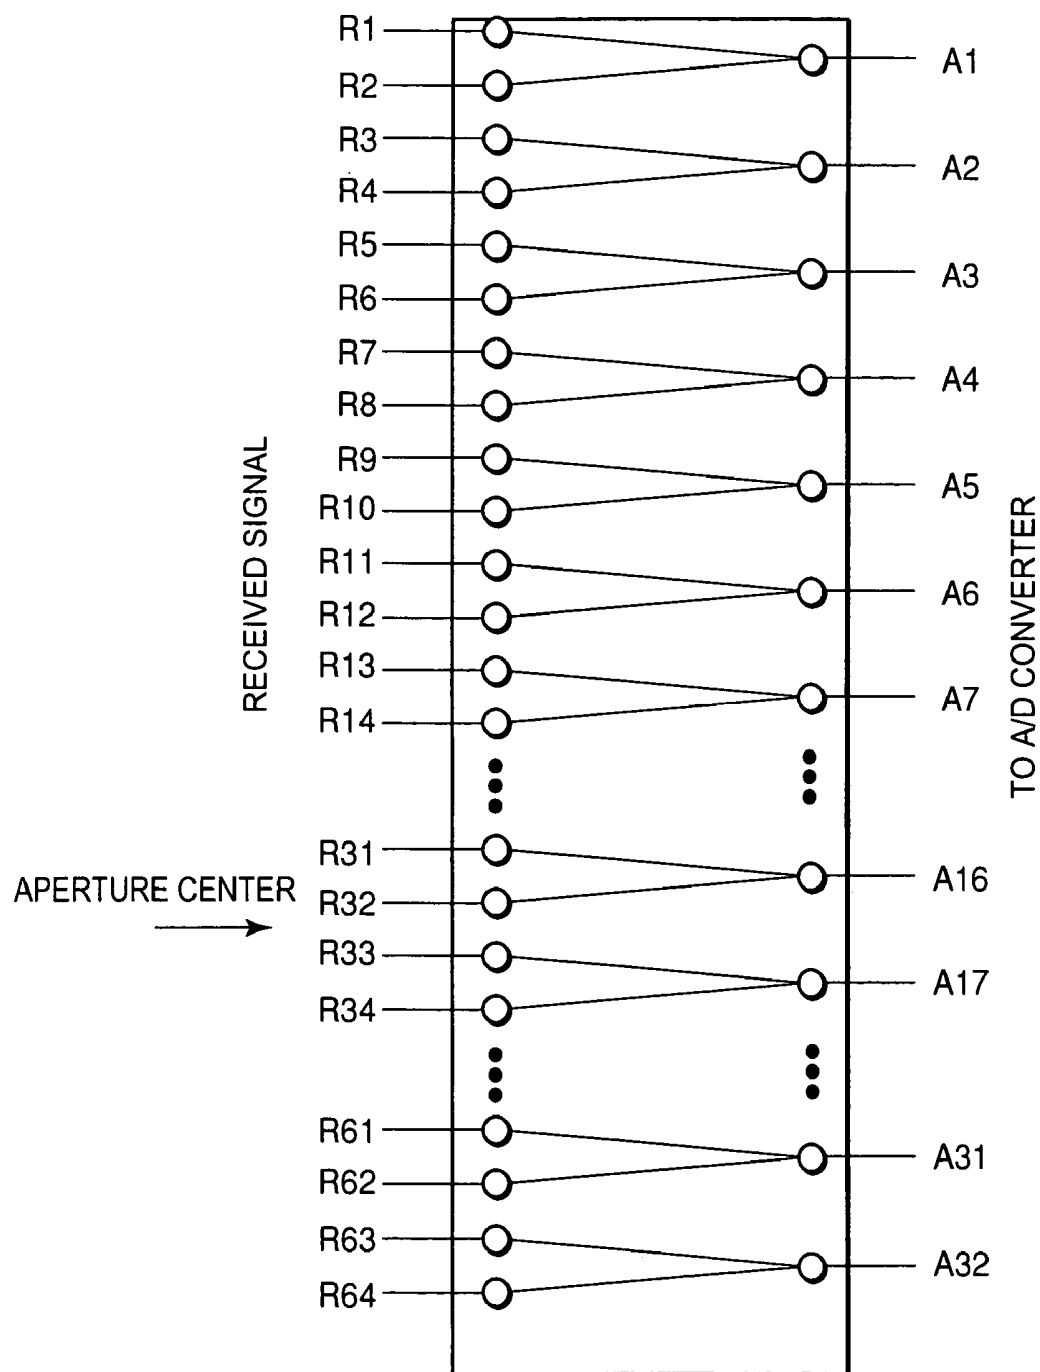 R1
R2
R3
R4
R5
R6
R7
R8
R9
R10
R11
R12
R13
R14
R31
R32
R33
R34
R61
R62
R63
R64
RECEIVED SIGNAL
APERTURE CENTER
A1
A2
A3
A4
A5
A6
A7
A16
A17
A31
A32
TO A/D CONVERTER